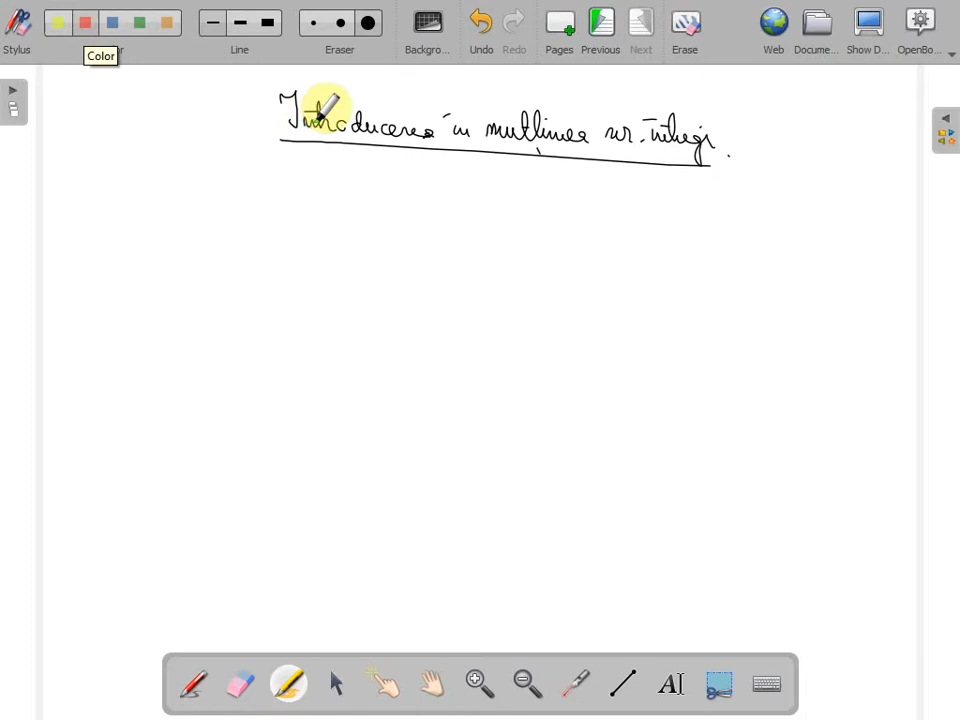 Stylus
Color
Line
Eraser
Backgro...
Undo
Redo
Pages
Previous
Next
Erase
Web
Docume...
Show D...
OpenBo...
Introducerea în mulțimea nr. întregi.